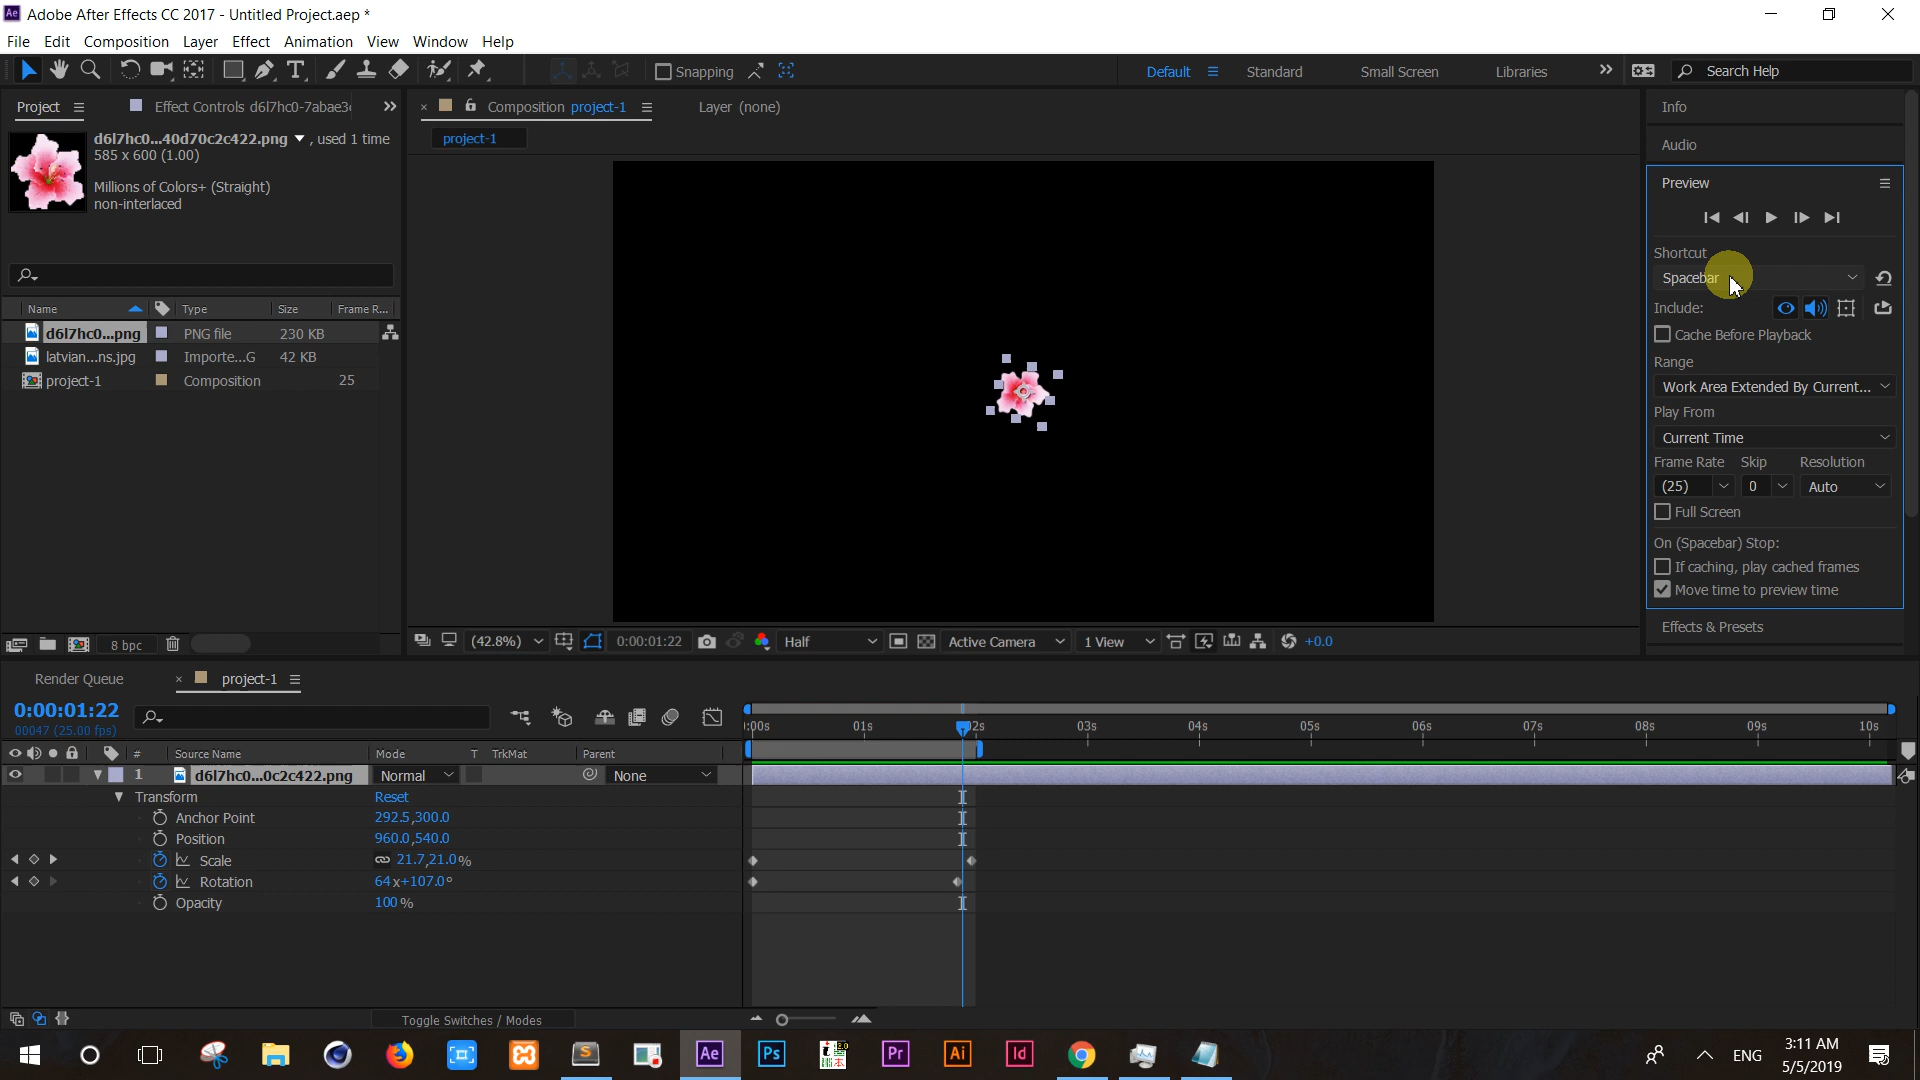 Ae Adobe After Effects CC 2017 - Untitled Project.aep *
File Edit Composition Layer Effect Animation View Window Help
T Snapping Default Standard Small Screen Libraries Search Help
Project Effect Controls d6l7hc0-7abae3
d6l7hc0...40d70c2c422.png , used 1 time
585 x 600 (1.00)
Millions of Colors+ (Straight)
non-interlaced
Name Type Size Frame R...
d6l7hc0...png PNG file 230 KB
latvian...ns.jpg Importe...G 42 KB
project-1 Composition 25
8 bpc
Composition project-1 Layer (none)
project-1
(42.8%) 0:00:01:22 Half Active Camera 1 View +0.0
Info
Audio
Preview
Shortcut
Spacebar
Include:
Cache Before Playback
Range
Work Area Extended By Current...
Play From
Current Time
Frame Rate Skip Resolution
(25) 0 Auto
Full Screen
On (Spacebar) Stop:
If caching, play cached frames
Move time to preview time
Effects & Presets
Render Queue project-1
0:00:01:22
00047 (25.00 fps)
:00s 01s 2s 03s 04s 05s 06s 07s 08s 09s 10s
# Source Name Mode T TrkMat Parent
1 d6l7hc0...0c2c422.png Normal None
Transform Reset
Anchor Point 292.5,300.0
Position 960.0,540.0
Scale 21.7,21.0%
Rotation 64x+107.0°
Opacity 100%
Toggle Switches / Modes
S Ae Ps Pr Ai Id
ENG 3:11 AM
5/5/2019